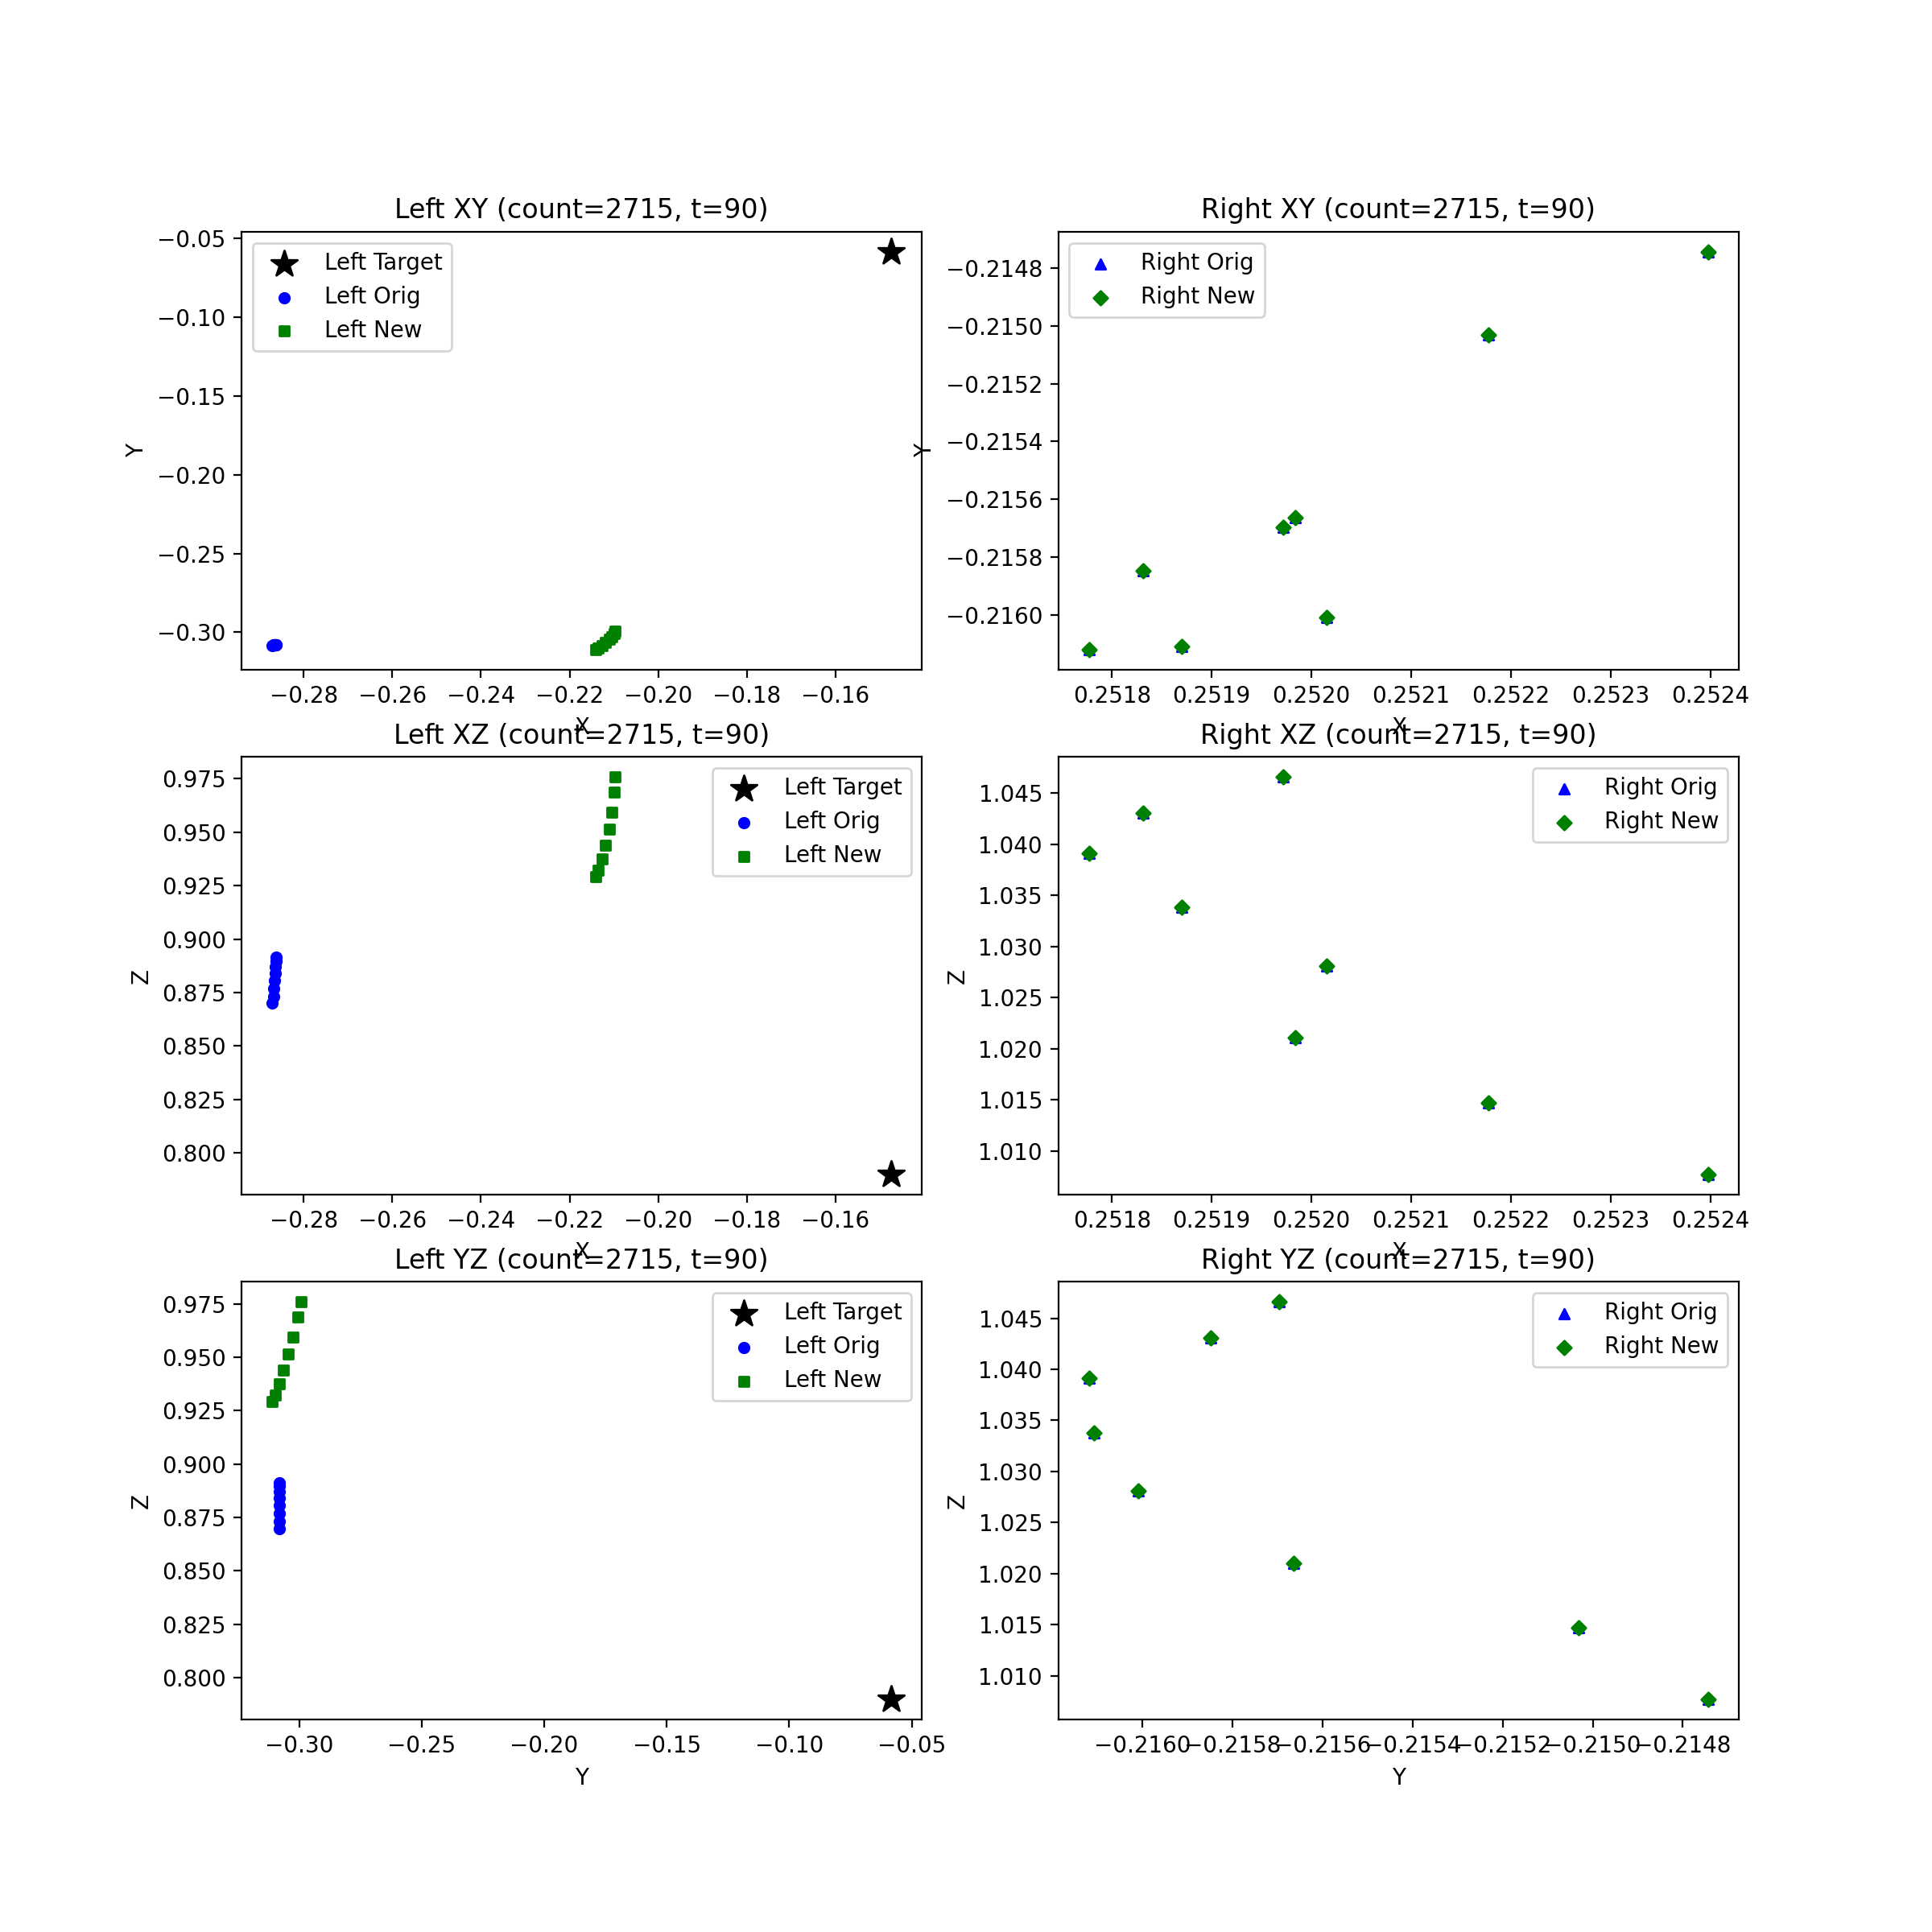 Left XY (count=2715, t=90)
−0.05
−0.10
−0.15
−0.20
−0.25
−0.30
Y
Left Target
Left Orig
Left New
−0.28 −0.26 −0.24 −0.22 −0.20 −0.18 −0.16
X
Right XY (count=2715, t=90)
−0.2148
−0.2150
−0.2152
−0.2154
−0.2156
−0.2158
−0.2160
Y
Right Orig
Right New
0.2518 0.2519 0.2520 0.2521 0.2522 0.2523 0.2524
X
Left XZ (count=2715, t=90)
0.975
0.950
0.925
0.900
0.875
0.850
0.825
0.800
Z
Left Target
Left Orig
Left New
−0.28 −0.26 −0.24 −0.22 −0.20 −0.18 −0.16
X
Right XZ (count=2715, t=90)
1.045
1.040
1.035
1.030
1.025
1.020
1.015
1.010
Z
Right Orig
Right New
0.2518 0.2519 0.2520 0.2521 0.2522 0.2523 0.2524
X
Left YZ (count=2715, t=90)
0.975
0.950
0.925
0.900
0.875
0.850
0.825
0.800
Z
Left Target
Left Orig
Left New
−0.30 −0.25 −0.20 −0.15 −0.10 −0.05
Y
Right YZ (count=2715, t=90)
1.045
1.040
1.035
1.030
1.025
1.020
1.015
1.010
Z
Right Orig
Right New
−0.2160 −0.2158 −0.2156 −0.2154 −0.2152 −0.2150 −0.2148
Y